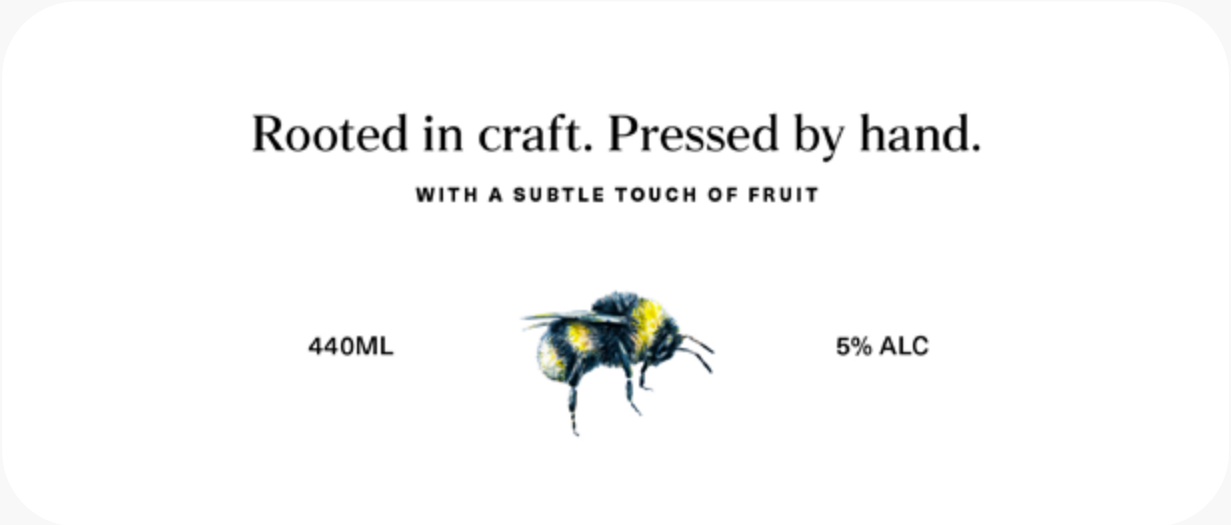 Rooted in craft. Pressed by hand.
WITH A SUBTLE TOUCH OF FRUIT
440ML
5% ALC